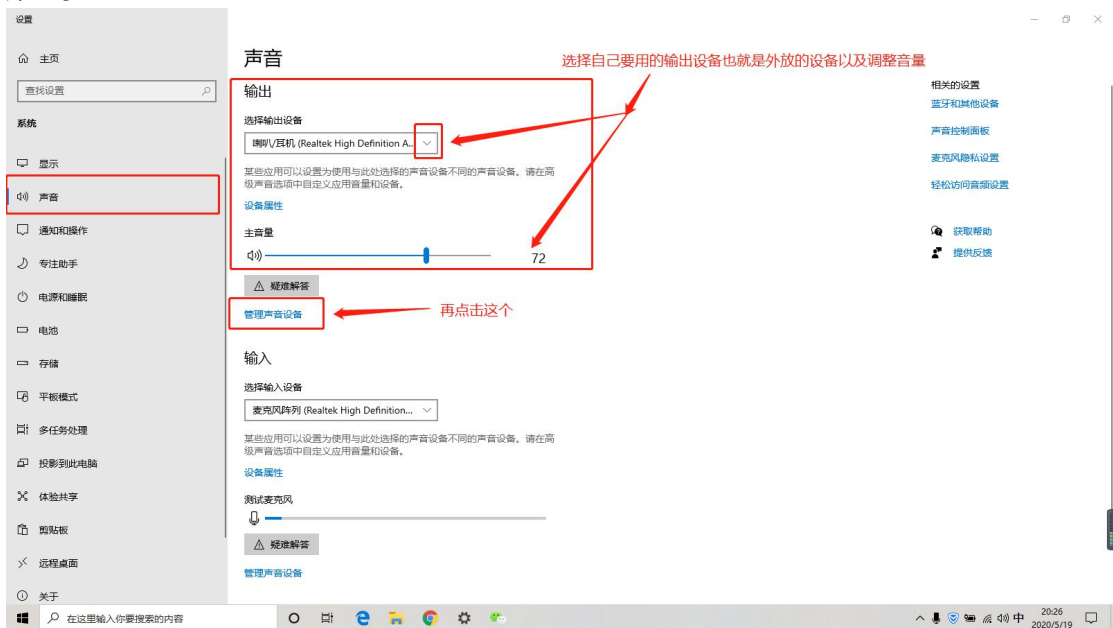 设置
主页
查找设置
系统
显示
声音
通知和操作
专注助手
电源和睡眠
电池
存储
平板模式
多任务处理
投影到此电脑
体验共享
剪贴板
远程桌面
关于
声音
选择自己要用的输出设备也就是外放的设备以及调整音量
输出
选择输出设备
喇叭/耳机 (Realtek High Definition A...
某些应用可以设置为使用与此处选择的声音设备不同的声音设备。请在高
级声音选项中自定义应用音量和设备。
设备属性
主音量
72
疑难解答
管理声音设备
再点击这个
输入
选择输入设备
麦克风阵列 (Realtek High Definition...
某些应用可以设置为使用与此处选择的声音设备不同的声音设备。请在高
级声音选项中自定义应用音量和设备。
设备属性
测试麦克风
疑难解答
管理声音设备
相关的设置
蓝牙和其他设备
声音控制面板
麦克风隐私设置
轻松访问音频设置
获取帮助
提供反馈
在这里输入你要搜索的内容
中
20:26
2020/5/19